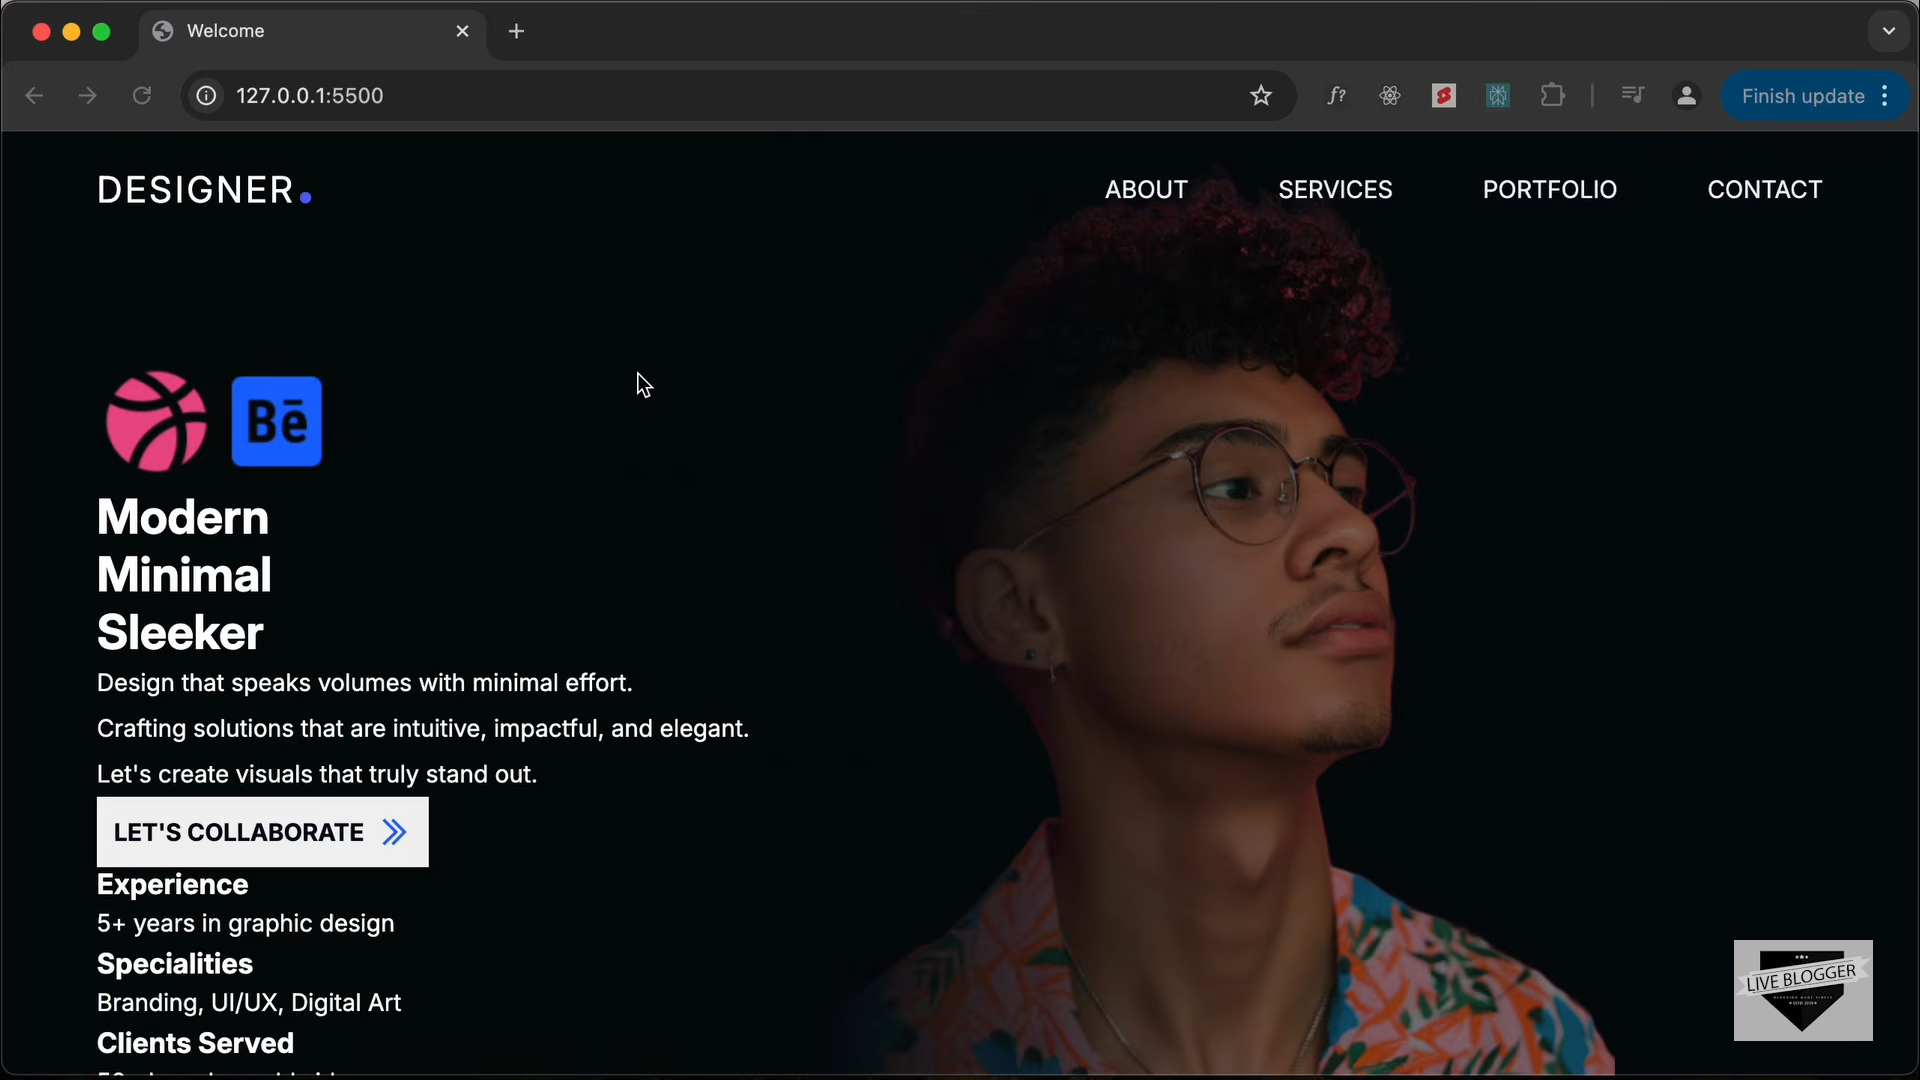 Welcome
127.0.0.1:5500
f?
Finish update
DESIGNER.
ABOUT SERVICES PORTFOLIO CONTACT
Bē
Modern
Minimal
Sleeker
Design that speaks volumes with minimal effort.
Crafting solutions that are intuitive, impactful, and elegant.
Let's create visuals that truly stand out.
LET'S COLLABORATE
Experience
5+ years in graphic design
Specialities
Branding, UI/UX, Digital Art
Clients Served
LIVE BLOGGER